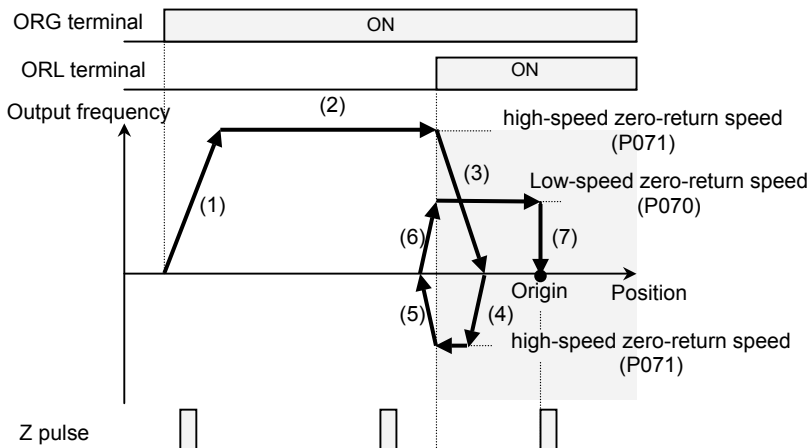 ORG terminal
ON
ORL terminal
ON
Output frequency
(2)
high-speed zero-return speed
(P071)
(3)
Low-speed zero-return speed
(P070)
(1)
(6)
(7)
Origin
Position
(5)
(4)
high-speed zero-return speed
(P071)
Z pulse